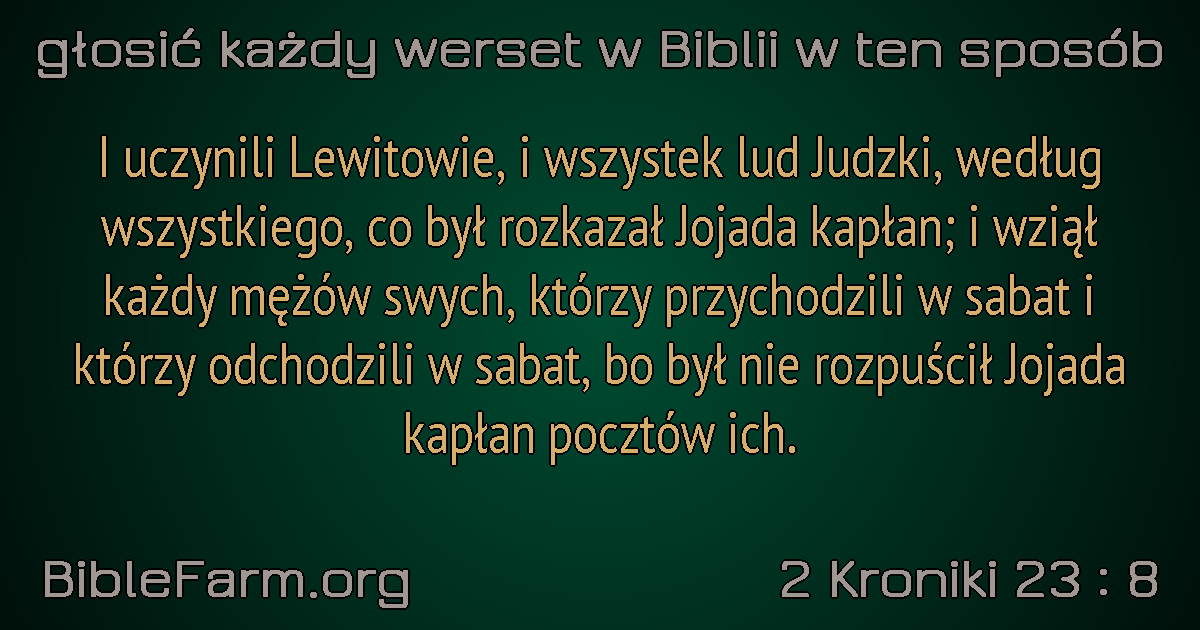 głosić każdy werset w Biblii w ten sposób
I uczynili Lewitowie, i wszystek lud Judzki, według
wszystkiego, co był rozkazał Jojada kapłan; i wziął
każdy mężów swych, którzy przychodzili w sabat i
którzy odchodzili w sabat, bo był nie rozpuścił Jojada
kapłan pocztów ich.
BibleFarm.org
2 Kroniki 23 : 8